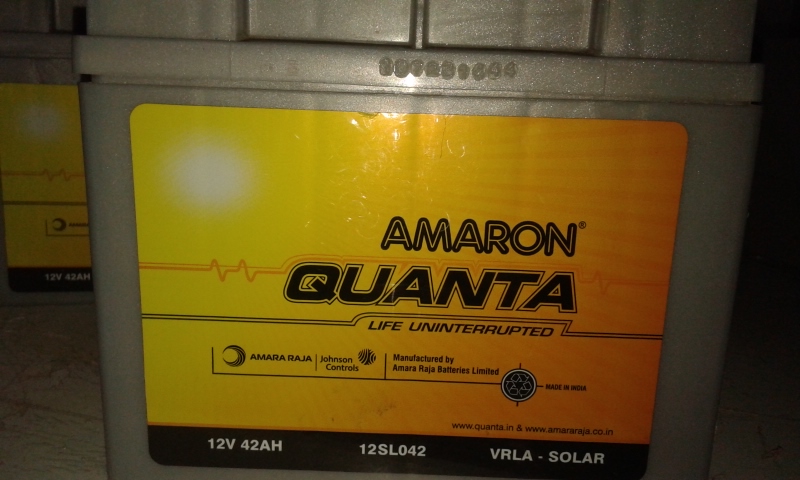 AMARON®
QUANTA
LIFE UNINTERRUPTED
AMARA RAJA
Johnson
Controls
Manufactured by
Amara Raja Batteries Limited
MADE IN INDIA
www.quanta.in & www.amararaja.co.in
12V 42AH 12SL042 VRLA - SOLAR
12V 42AH